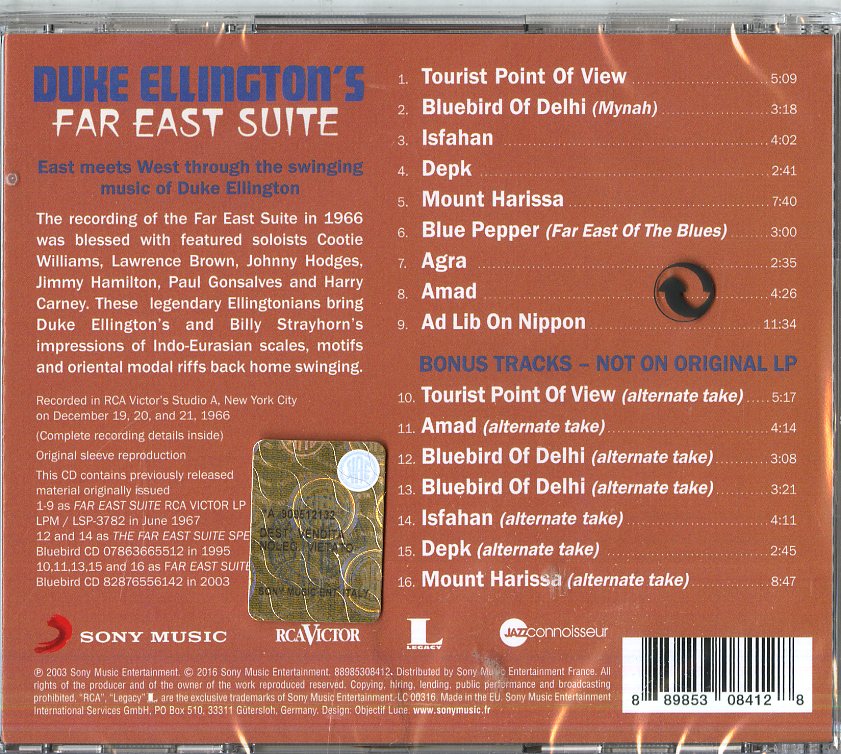 DUKE ELLINGTON'S
FAR EAST SUITE
East meets West through the swinging
music of Duke Ellington
The recording of the Far East Suite in 1966
was blessed with featured soloists Cootie
Williams, Lawrence Brown, Johnny Hodges,
Jimmy Hamilton, Paul Gonsalves and Harry
Carney. These legendary Ellingtonians bring
Duke Ellington's and Billy Strayhorn's
impressions of Indo-Eurasian scales, motifs
and oriental modal riffs back home swinging.
Recorded in RCA Victor's Studio A, New York City
on December 19, 20, and 21, 1966
(Complete recording details inside)
Original sleeve reproduction
This CD contains previously released
material originally issued
1-9 as FAR EAST SUITE RCA VICTOR LP
LPM / LSP-3782 in June 1967
12 and 14 as THE FAR EAST SUITE SPE
Bluebird CD 07863665512 in 1995
10,11,13,15 and 16 as FAR EAST SUITE
Bluebird CD 82876556142 in 2003
1. Tourist Point Of View 5:09
2. Bluebird Of Delhi (Mynah) 3:18
3. Isfahan 4:02
4. Depk 2:41
5. Mount Harissa 7:40
6. Blue Pepper (Far East Of The Blues) 3:00
7. Agra 2:35
8. Amad 4:26
9. Ad Lib On Nippon 11:34
BONUS TRACKS – NOT ON ORIGINAL LP
10. Tourist Point Of View (alternate take) 5:17
11. Amad (alternate take) 4:14
12. Bluebird Of Delhi (alternate take) 3:08
13. Bluebird Of Delhi (alternate take) 3:21
14. Isfahan (alternate take) 4:11
15. Depk (alternate take) 2:45
16. Mount Harissa (alternate take) 8:47
DEST. VENDITA
NOLEG. VIETATO
SONY MUSIC ENT. ITALY
SONY MUSIC
RCA VICTOR
L
LEGACY
JAZZ connoisseur
℗ 2003 Sony Music Entertainment. © 2016 Sony Music Entertainment. 88985308412. Distributed by Sony Music Entertainment France. All
rights of the producer and of the owner of the work reproduced reserved. Copying, hiring, lending, public performance and broadcasting
prohibited. "RCA", "Legacy" L, are the exclusive trademarks of Sony Music Entertainment. LC 00316 Made in the EU. Sony Music Entertainment
International Services GmbH, PO Box 510, 33311 Gütersloh, Germany. Design: Objectif Lune. www.sonymusic.fr
8 89853 08412 8